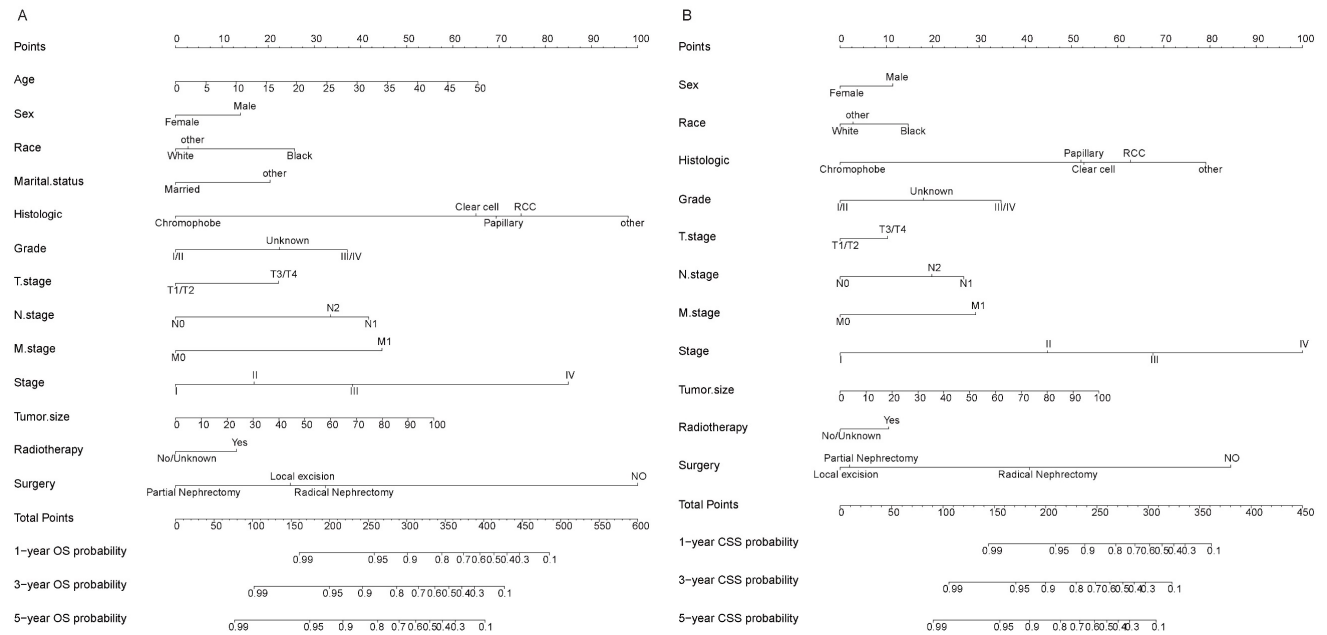 A
Points 0 10 20 30 40 50 60 70 80 90 100
Age 0 5 10 15 20 25 30 35 40 45 50
Sex Female Male
Race White other Black
Marital.status Married other
Histologic Chromophobe Clear cell Papillary RCC other
Grade I/II Unknown III/IV
T.stage T1/T2 T3/T4
N.stage N0 N2 N1
M.stage M0 M1
Stage I II III IV
Tumor.size 0 10 20 30 40 50 60 70 80 90 100
Radiotherapy No/Unknown Yes
Surgery Partial Nephrectomy Local excision Radical Nephrectomy NO
Total Points 0 50 100 150 200 250 300 350 400 450 500 550 600
1−year OS probability 0.99 0.95 0.9 0.8 0.7 0.6 0.5 0.4 0.3 0.1
3−year OS probability 0.99 0.95 0.9 0.8 0.7 0.6 0.5 0.4 0.3 0.1
5−year OS probability 0.99 0.95 0.9 0.8 0.7 0.6 0.5 0.4 0.3 0.1
B
Points 0 10 20 30 40 50 60 70 80 90 100
Sex Female Male
Race White other Black
Histologic Chromophobe Papillary Clear cell RCC other
Grade I/II Unknown III/IV
T.stage T1/T2 T3/T4
N.stage N0 N2 N1
M.stage M0 M1
Stage I II III IV
Tumor.size 0 10 20 30 40 50 60 70 80 90 100
Radiotherapy No/Unknown Yes
Surgery Local excision Partial Nephrectomy Radical Nephrectomy NO
Total Points 0 50 100 150 200 250 300 350 400 450
1−year CSS probability 0.99 0.95 0.9 0.8 0.7 0.6 0.5 0.4 0.3 0.1
3−year CSS probability 0.99 0.95 0.9 0.8 0.7 0.6 0.5 0.4 0.3 0.1
5−year CSS probability 0.99 0.95 0.9 0.8 0.7 0.6 0.5 0.4 0.3 0.1